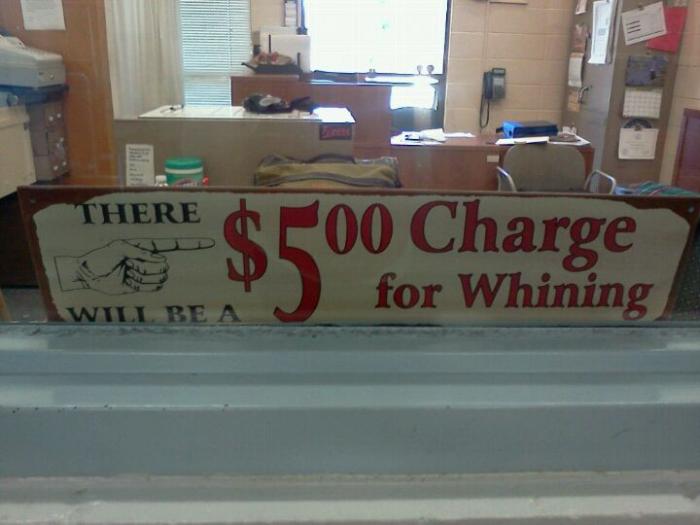 THERE
WILL BE A
$5.00 Charge
for Whining